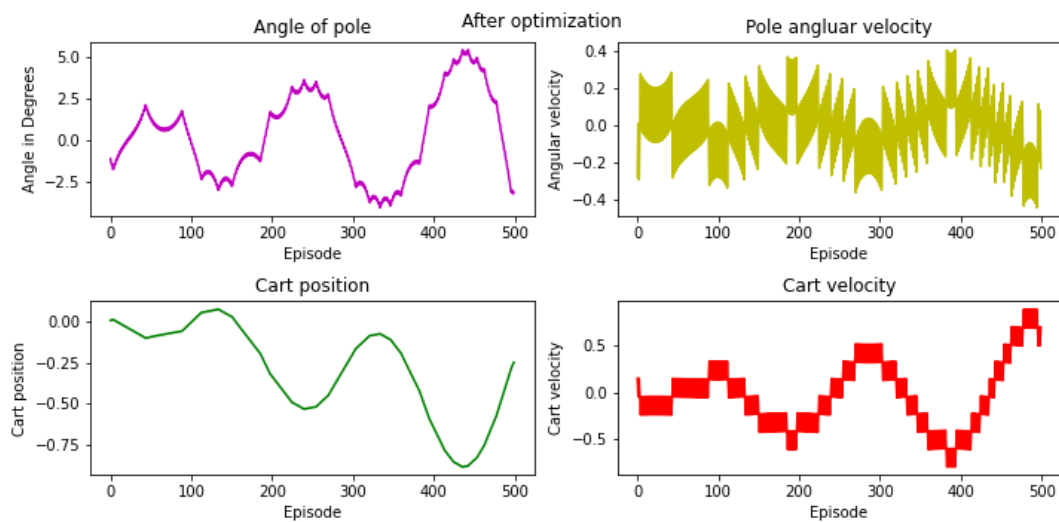 After optimization
Angle of pole
Angle in Degrees
5.0
2.5
0.0
−2.5
0 100 200 300 400 500
Episode
Pole angluar velocity
Angular velocity
0.4
0.2
0.0
−0.2
−0.4
0 100 200 300 400 500
Episode
Cart position
Cart position
0.00
−0.25
−0.50
−0.75
0 100 200 300 400 500
Episode
Cart velocity
Cart velocity
0.5
0.0
−0.5
0 100 200 300 400 500
Episode